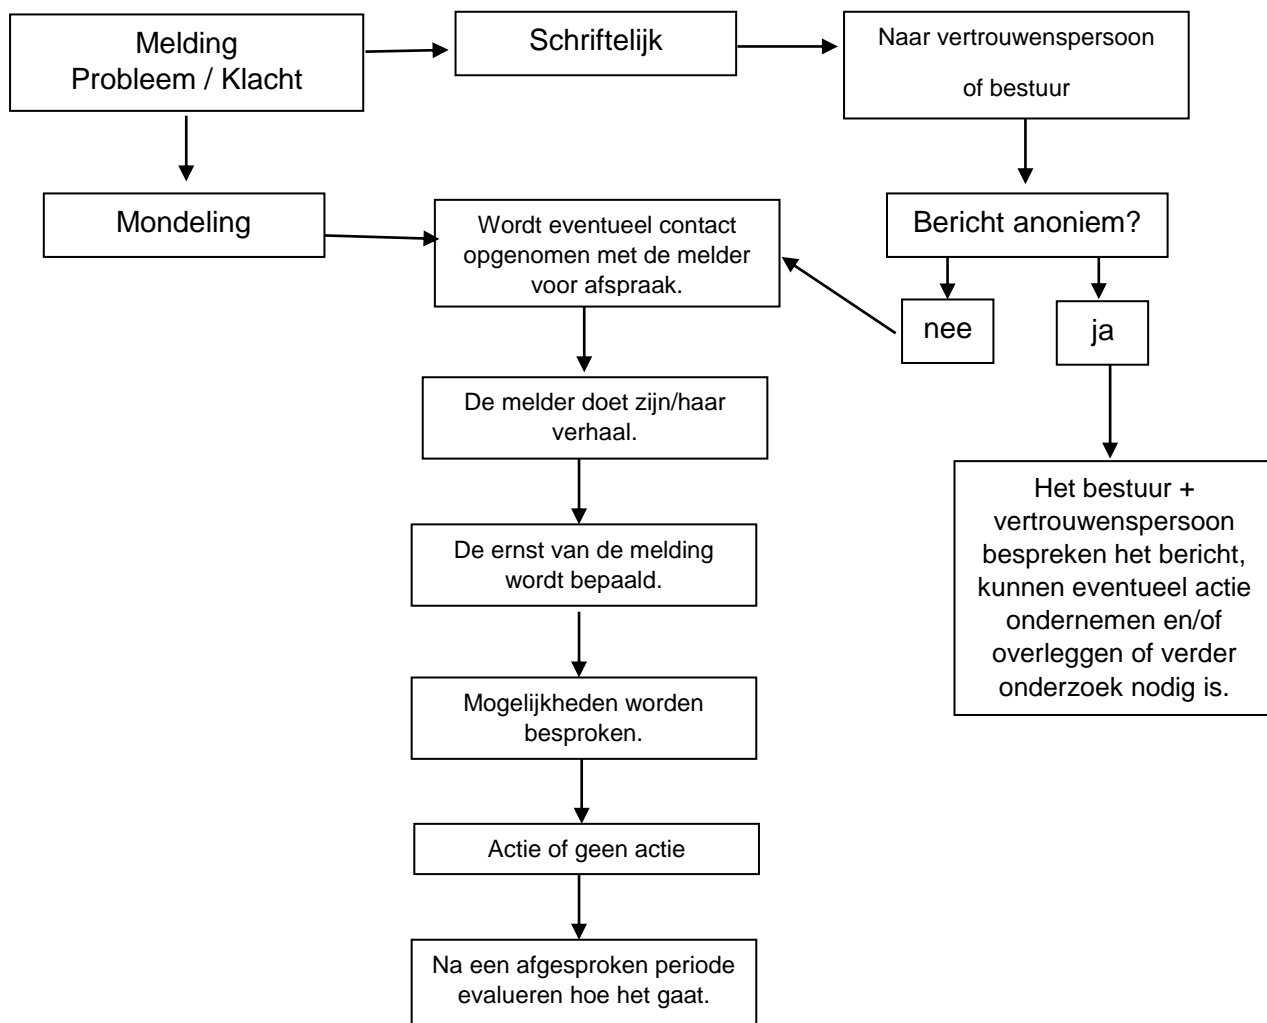 Melding
Probleem / Klacht
Schriftelijk
Naar vertrouwenspersoon
of bestuur
Mondeling
Wordt eventueel contact
opgenomen met de melder
voor afspraak.
Bericht anoniem?
nee
ja
De melder doet zijn/haar
verhaal.
De ernst van de melding
wordt bepaald.
Mogelijkheden worden
besproken.
Actie of geen actie
Na een afgesproken periode
evalueren hoe het gaat.
Het bestuur +
vertrouwenspersoon
bespreken het bericht,
kunnen eventueel actie
ondernemen en/of
overleggen of verder
onderzoek nodig is.